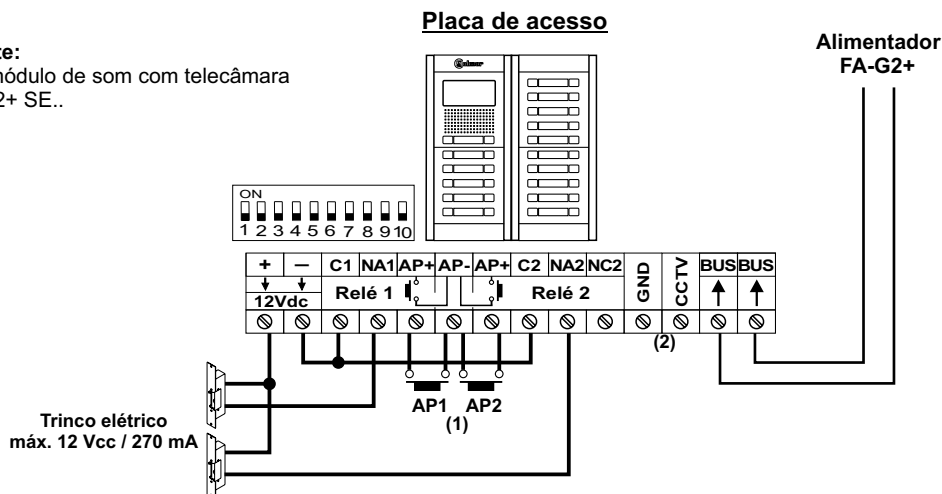 Placa de acesso
Alimentador
FA-G2+
te:
módulo de som com telecâmara
2+ SE..
Golmar
ON
1 2 3 4 5 6 7 8 9 10
+ – C1 NA1 AP+ AP- AP+ C2 NA2 NC2 GND CCTV BUS BUS
12Vdc Relé 1 Relé 2
(2)
AP1 AP2
(1)
Trinco elétrico
máx. 12 Vcc / 270 mA